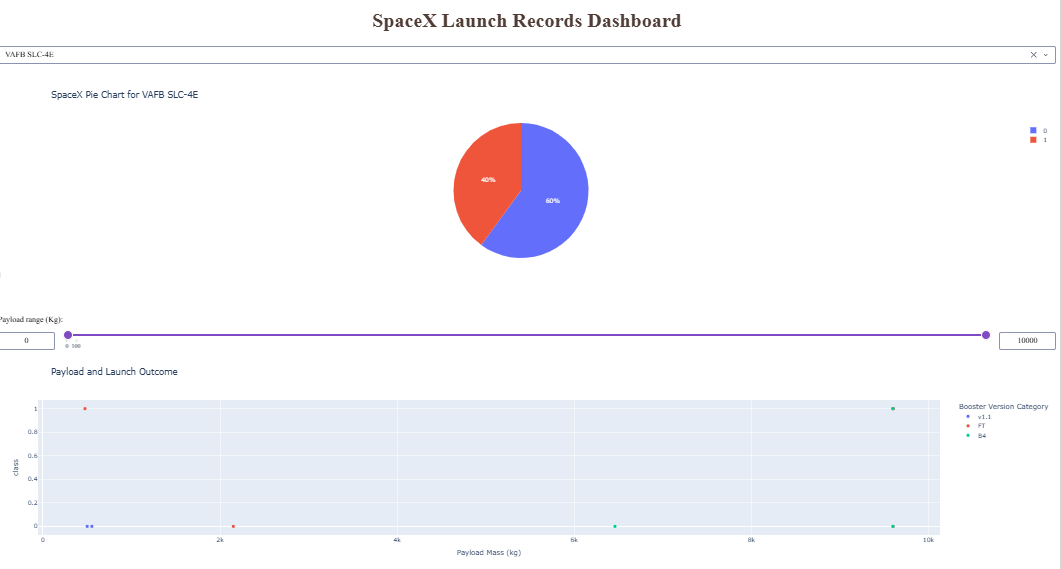 SpaceX Launch Records Dashboard
VAFB SLC-4E
SpaceX Pie Chart for VAFB SLC-4E
0
1
40%
60%
Payload range (Kg):
0
10000
0 100
Payload and Launch Outcome
Booster Version Category
v1.1
FT
B4
class
1
0.8
0.6
0.4
0.2
0
0 2k 4k 6k 8k 10k
Payload Mass (kg)